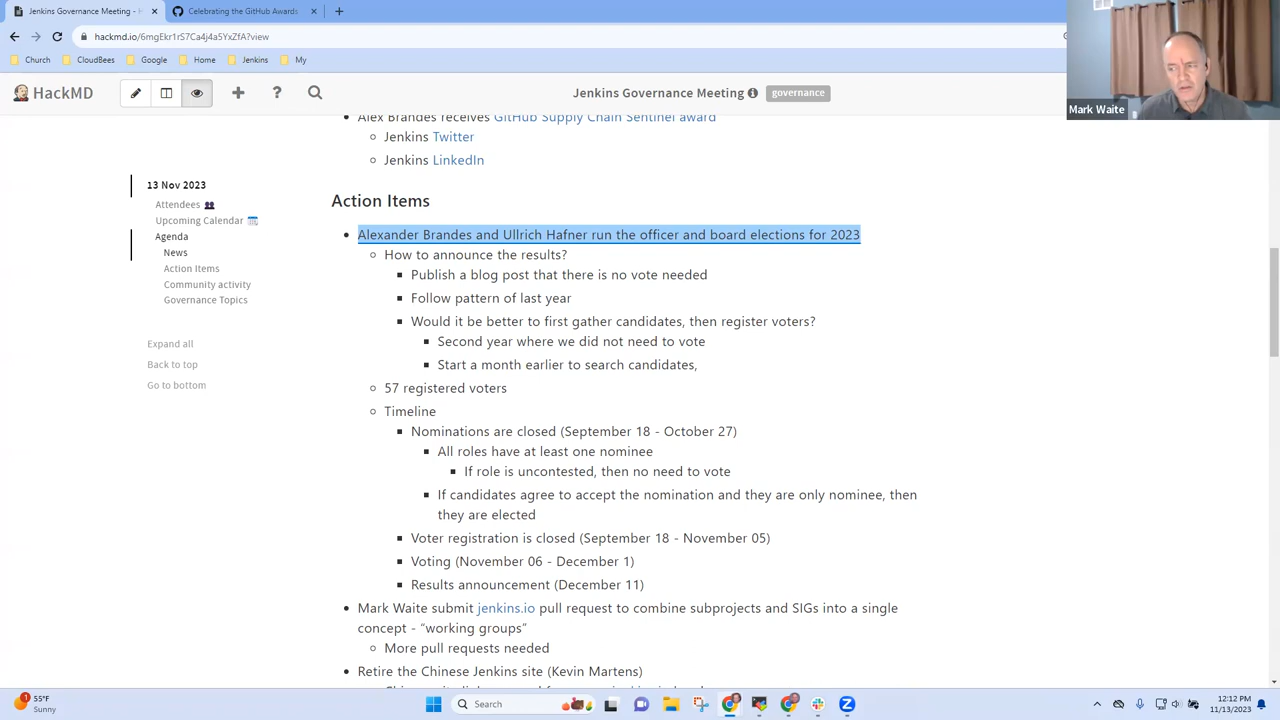 Jenkins Governance Meeting - H
Celebrating the GitHub Awards
hackmd.io/6mgEkr1rS7Ca4j4a5YxZfA?view
Church
CloudBees
Google
Home
Jenkins
My
HackMD
Jenkins Governance Meeting
governance
Mark Waite
13 Nov 2023
Attendees
Upcoming Calendar
Agenda
News
Action Items
Community activity
Governance Topics
Expand all
Back to top
Go to bottom
Alex Brandes receives GitHub Supply Chain Sentinel award
Jenkins Twitter
Jenkins LinkedIn
Action Items
Alexander Brandes and Ullrich Hafner run the officer and board elections for 2023
How to announce the results?
Publish a blog post that there is no vote needed
Follow pattern of last year
Would it be better to first gather candidates, then register voters?
Second year where we did not need to vote
Start a month earlier to search candidates,
57 registered voters
Timeline
Nominations are closed (September 18 - October 27)
All roles have at least one nominee
If role is uncontested, then no need to vote
If candidates agree to accept the nomination and they are only nominee, then
they are elected
Voter registration is closed (September 18 - November 05)
Voting (November 06 - December 1)
Results announcement (December 11)
Mark Waite submit jenkins.io pull request to combine subprojects and SIGs into a single
concept - “working groups”
More pull requests needed
Retire the Chinese Jenkins site (Kevin Martens)
55°F
Sunny
Search
12:12 PM
11/13/2023